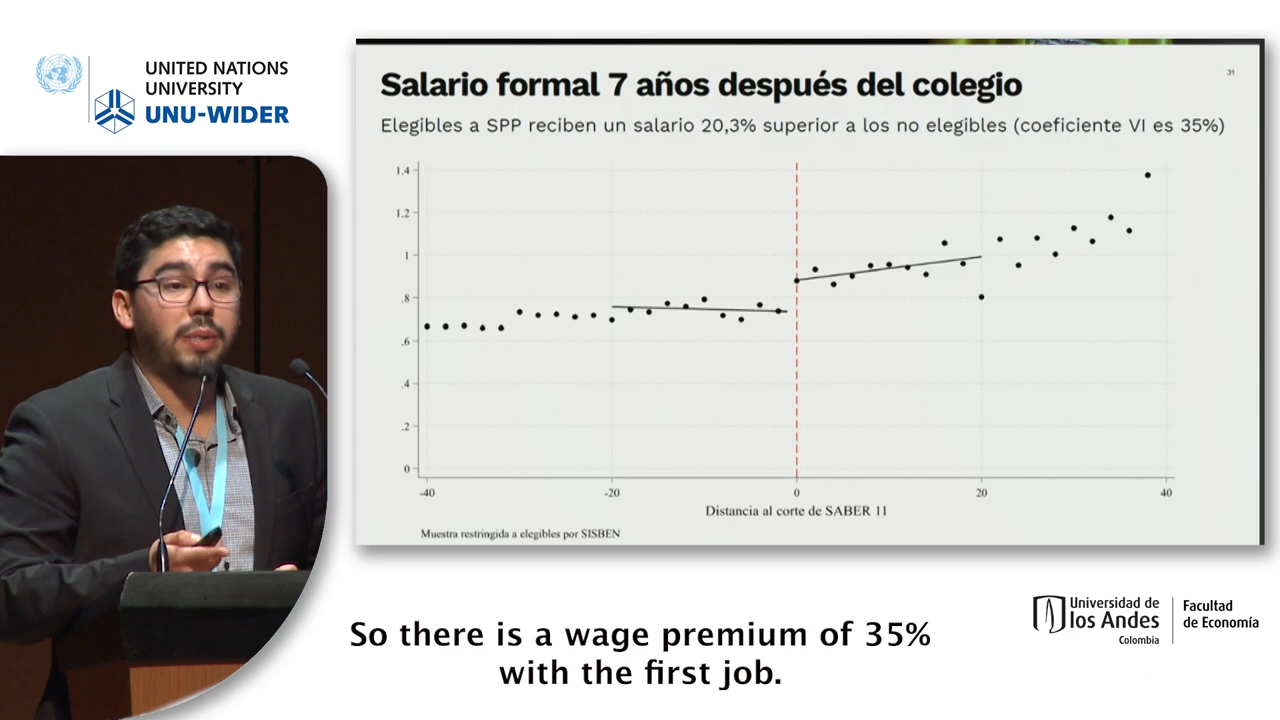 UNITED NATIONS
UNIVERSITY
UNU-WIDER
31
Salario formal 7 años después del colegio
Elegibles a SPP reciben un salario 20,3% superior a los no elegibles (coeficiente VI es 35%)
1.4
1.2
1
.8
.6
.4
.2
0
-40
-20
0
20
40
Distancia al corte de SABER 11
Muestra restringida a elegibles por SISBEN
So there is a wage premium of 35%
with the first job.
Universidad de
los Andes
Colombia
Facultad
de Economía